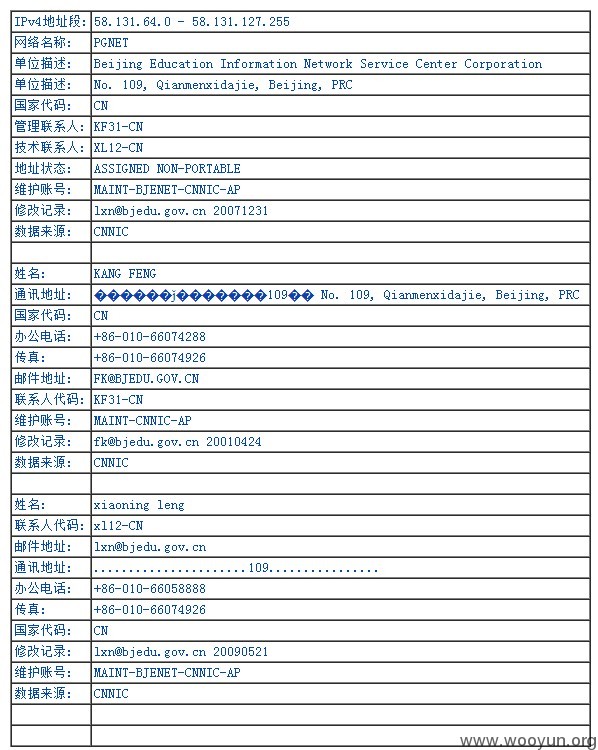 IPv4地址段: 58.131.64.0 - 58.131.127.255
网络名称: PGNET
单位描述: Beijing Education Information Network Service Center Corporation
单位描述: No. 109, Qianmenxidajie, Beijing, PRC
国家代码: CN
管理联系人: KF31-CN
技术联系人: XL12-CN
地址状态: ASSIGNED NON-PORTABLE
维护账号: MAINT-BJENET-CNNIC-AP
修改记录: lxn@bjedu.gov.cn 20071231
数据来源: CNNIC
姓名: KANG FENG
通讯地址: ������ǰ�������109�� No. 109, Qianmenxidajie, Beijing, PRC
国家代码: CN
办公电话: +86-010-66074288
传真: +86-010-66074926
邮件地址: FK@BJEDU.GOV.CN
联系人代码: KF31-CN
维护账号: MAINT-CNNIC-AP
修改记录: fk@bjedu.gov.cn 20010424
数据来源: CNNIC
姓名: xiaoning leng
联系人代码: xl12-CN
邮件地址: lxn@bjedu.gov.cn
通讯地址: ......................109................
办公电话: +86-010-66058888
传真: +86-010-66074926
国家代码: CN
修改记录: lxn@bjedu.gov.cn 20090521
维护账号: MAINT-BJENET-CNNIC-AP
数据来源: CNNIC
www.wooyun.org